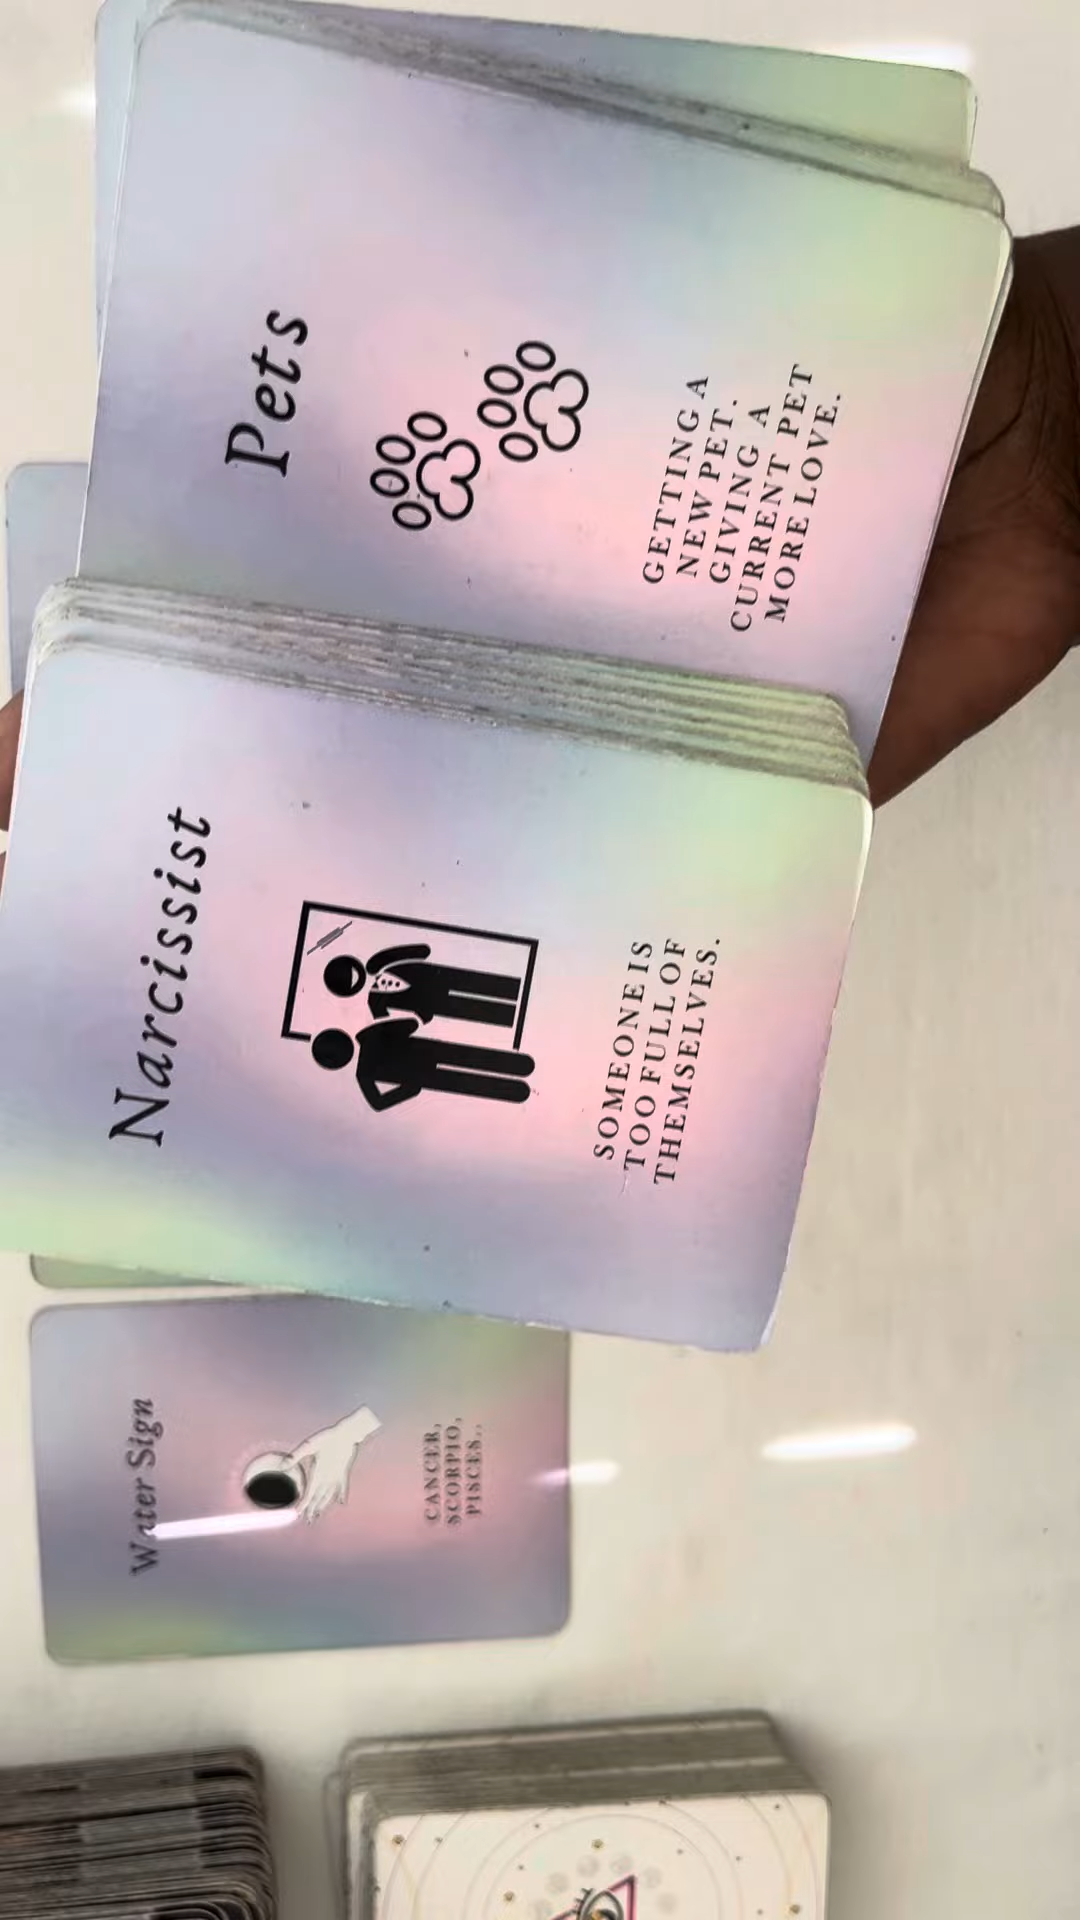 Pets
GETTING A
NEW PET.
GIVING A
CURRENT PET
MORE LOVE.
Narcissist
SOMEONE IS
TOO FULL OF
THEMSELVES.
Water Sign
CANCER,
SCORPIO,
PISCES..